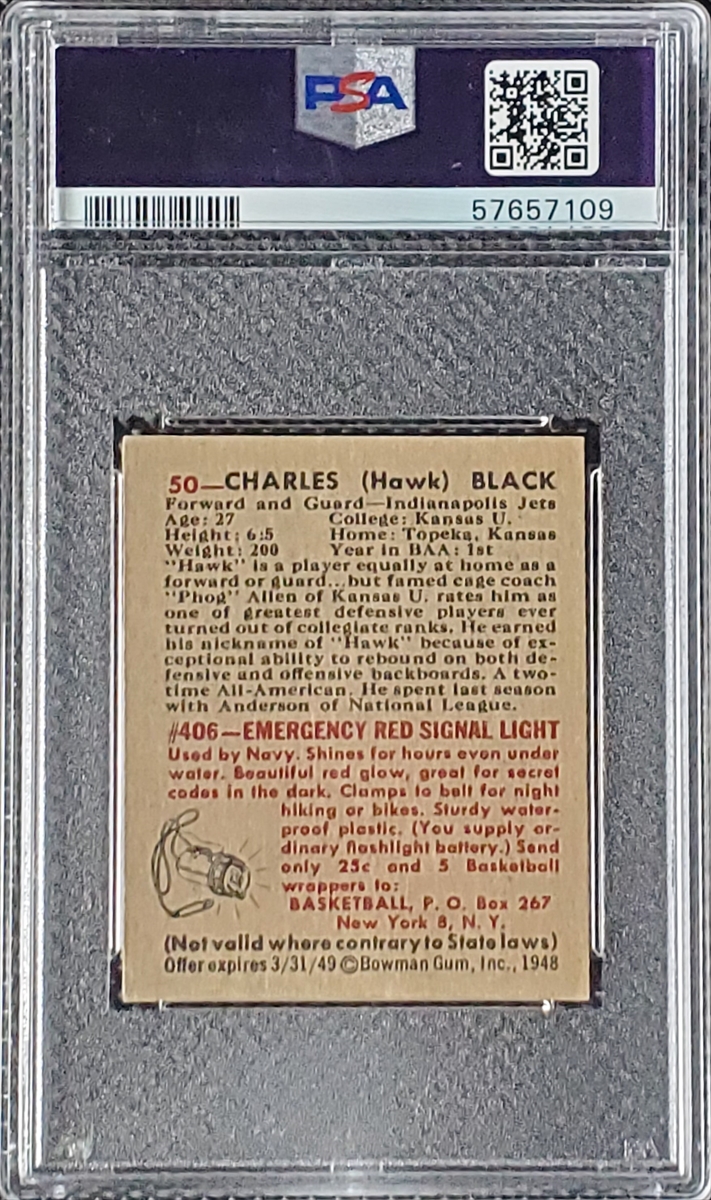 PSA
57657109
50—CHARLES (Hawk) BLACK
Forward and Guard—Indianapolis Jets
Age: 27 College: Kansas U.
Height: 6:5 Home: Topeka, Kansas
Weight: 200 Year in BAA: 1st
"Hawk" is a player equally at home as a
forward or guard...but famed cage coach
"Phog" Allen of Kansas U. rates him as
one of greatest defensive players ever
turned out of collegiate ranks. He earned
his nickname of "Hawk" because of ex-
ceptional ability to rebound on both de-
fensive and offensive backboards. A two-
time All-American. He spent last season
with Anderson of National League.
#406—EMERGENCY RED SIGNAL LIGHT
Used by Navy. Shines for hours even under
water. Beautiful red glow, great for secret
codes in the dark. Clamps to belt for night
hiking or bikes. Sturdy water-
proof plastic. (You supply or-
dinary flashlight battery.) Send
only 25c and 5 Basketball
wrappers to:
BASKETBALL, P. O. Box 267
New York 8, N. Y.
(Not valid where contrary to State laws)
Offer expires 3/31/49 ©Bowman Gum, Inc., 1948